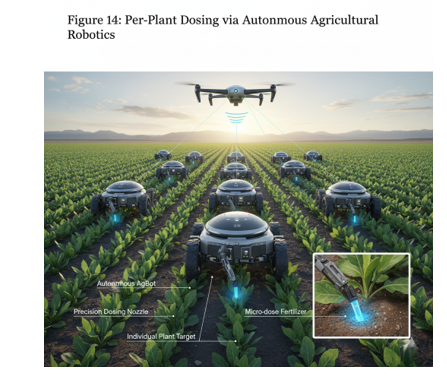 Figure 14: Per-Plant Dosing via Autonmous Agricultural
Robotics
Autonomous AgBot
Precision Dosing Nozzle
Micro-dose Fertilizer
Individual Plant Target